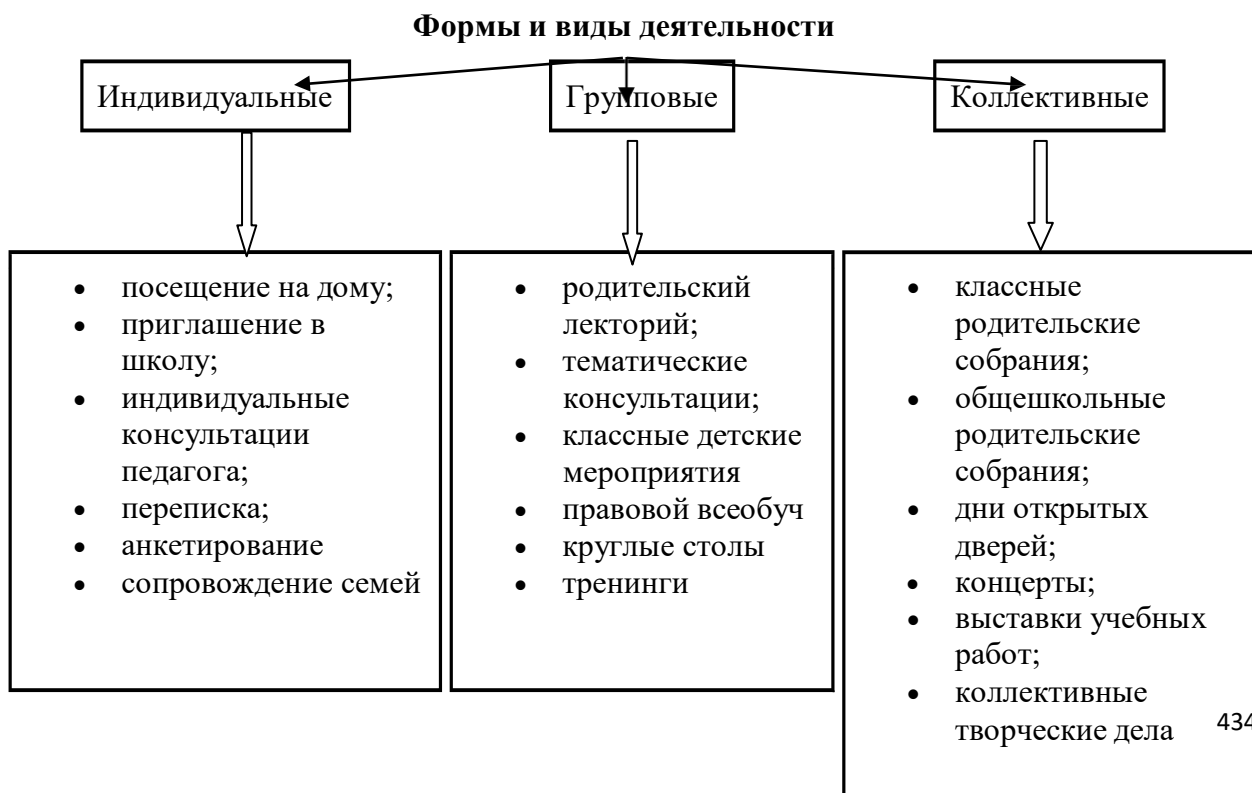 Формы и виды деятельности
Индивидуальные
Групповые
Коллективные
• посещение на дому;
• приглашение в
школу;
• индивидуальные
консультации
педагога;
• переписка;
• анкетирование
• сопровождение семей
• родительский
лекторий;
• тематические
консультации;
• классные детские
мероприятия
• правовой всеобуч
• круглые столы
• тренинги
• классные
родительские
собрания;
• общешкольные
родительские
собрания;
• дни открытых
дверей;
• концерты;
• выставки учебных
работ;
• коллективные
творческие дела
434